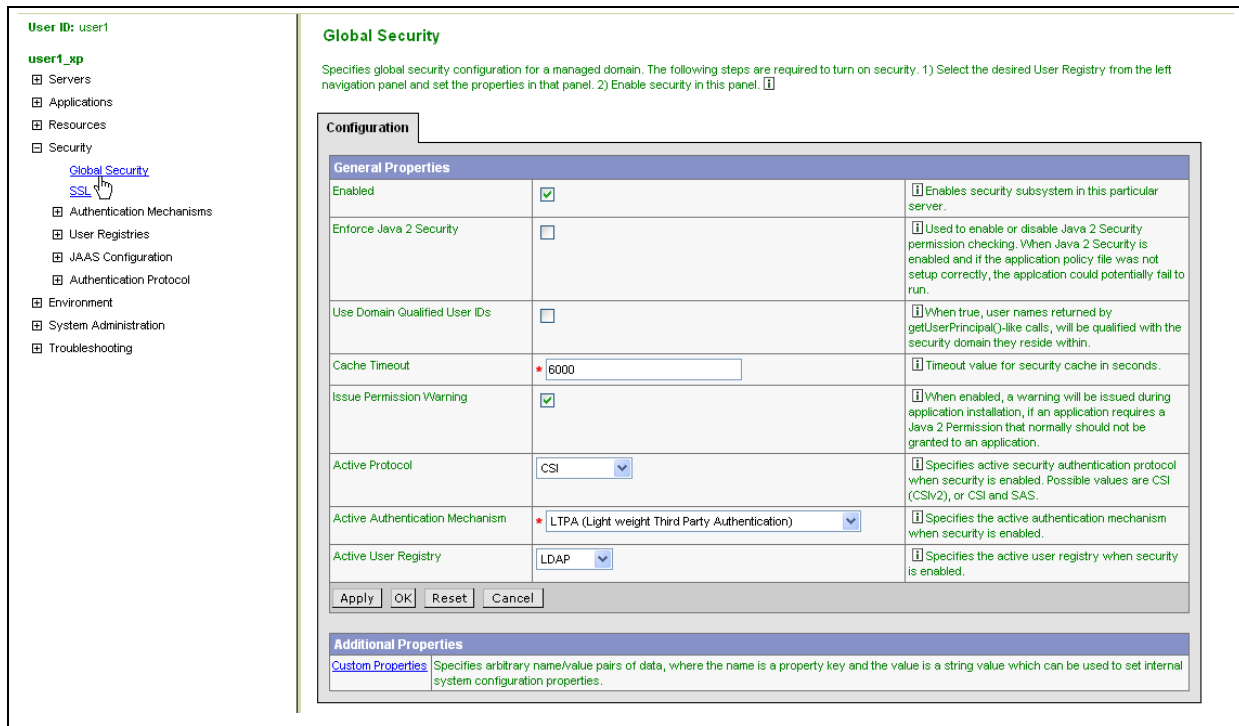 User ID: user1
user1_xp
Servers
Applications
Resources
Security
Global Security
SSL
Authentication Mechanisms
User Registries
JAAS Configuration
Authentication Protocol
Environment
System Administration
Troubleshooting
Global Security
Specifies global security configuration for a managed domain. The following steps are required to turn on security. 1) Select the desired User Registry from the left
navigation panel and set the properties in that panel. 2) Enable security in this panel. i
Configuration
General Properties
Enabled
i Enables security subsystem in this particular
server.
Enforce Java 2 Security
i Used to enable or disable Java 2 Security
permission checking. When Java 2 Security is
enabled and if the application policy file was not
setup correctly, the applcation could potentially fail to
run.
Use Domain Qualified User IDs
i When true, user names returned by
getUserPrincipal()-like calls, will be qualified with the
security domain they reside within.
Cache Timeout
* 6000
i Timeout value for security cache in seconds.
Issue Permission Warning
i When enabled, a warning will be issued during
application installation, if an application requires a
Java 2 Permission that normally should not be
granted to an application.
Active Protocol
CSI
i Specifies active security authentication protocol
when security is enabled. Possible values are CSI
(CSIv2), or CSI and SAS.
Active Authentication Mechanism
* LTPA (Light weight Third Party Authentication)
i Specifies the active authentication mechanism
when security is enabled.
Active User Registry
LDAP
i Specifies the active user registry when security
is enabled.
Apply OK Reset Cancel
Additional Properties
Custom Properties Specifies arbitrary name/value pairs of data, where the name is a property key and the value is a string value which can be used to set internal
system configuration properties.